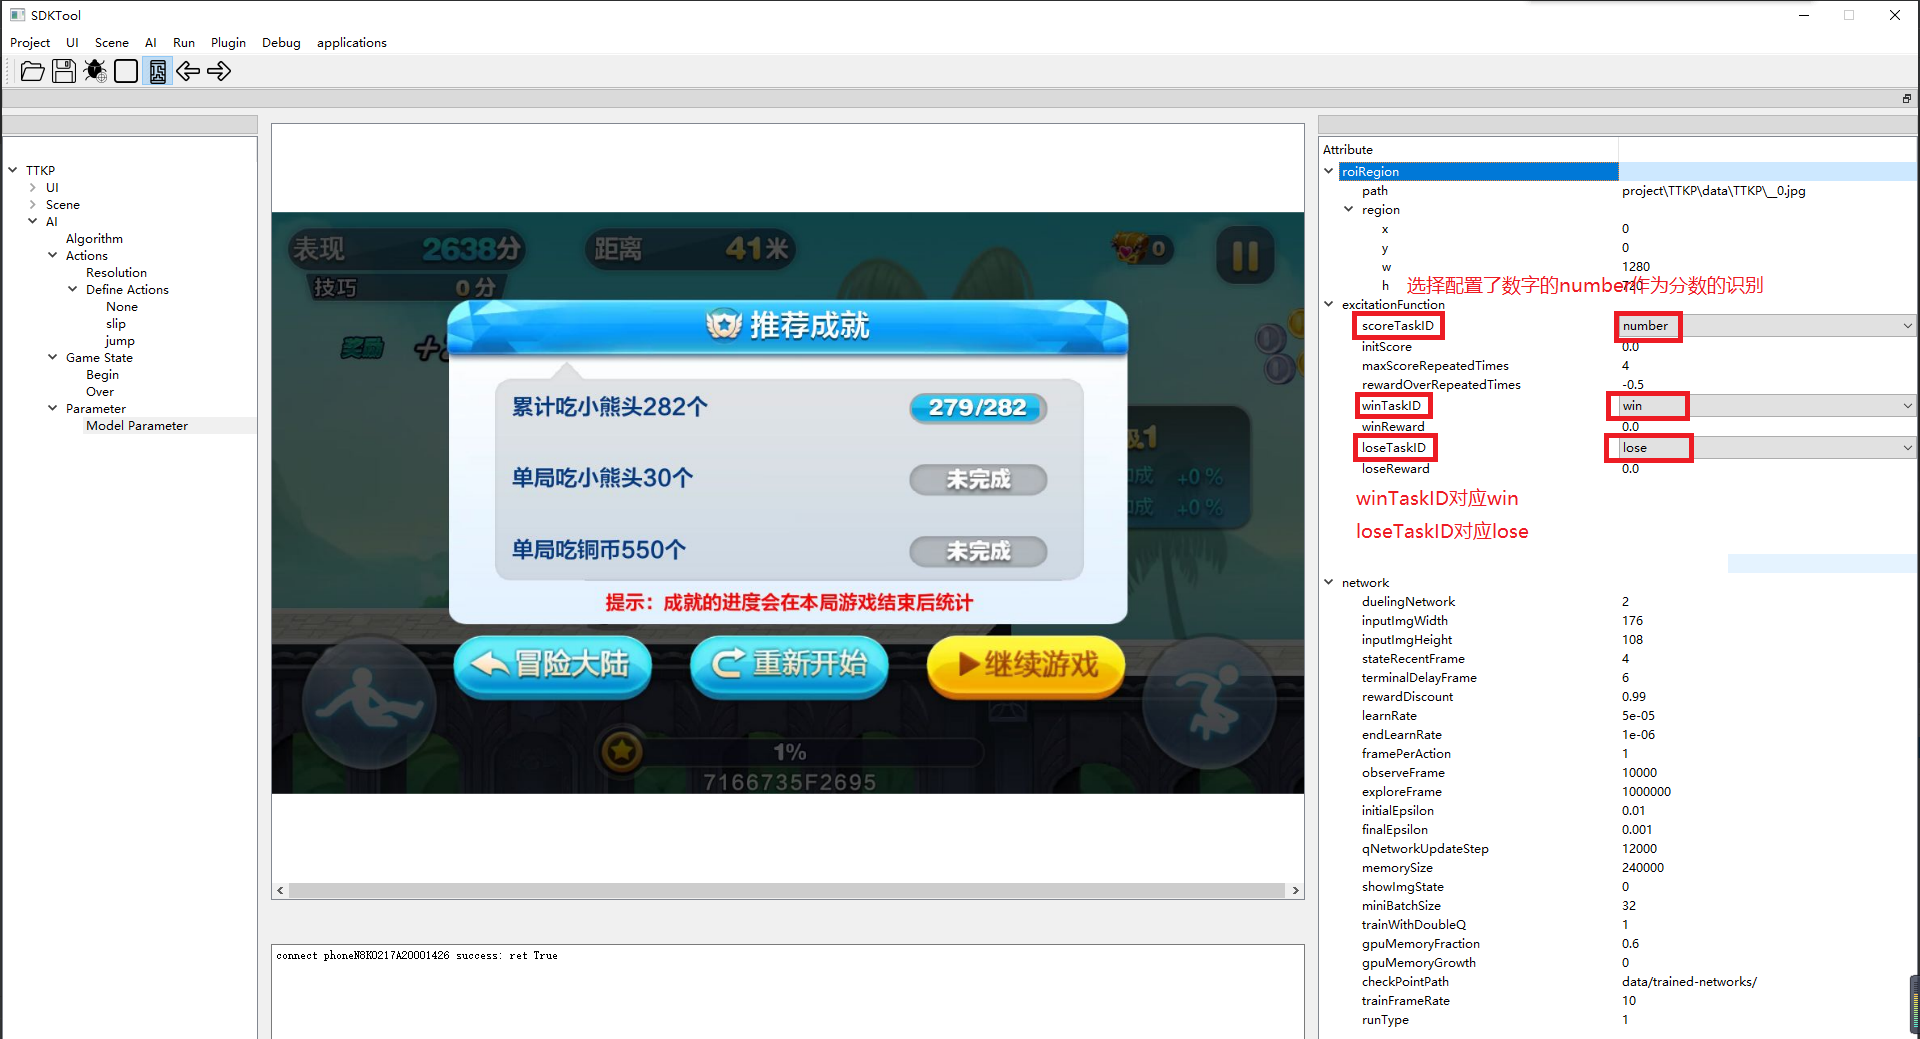 SDKTool
Project UI Scene AI Run Plugin Debug applications
TTKP
UI
Scene
AI
Algorithm
Actions
Resolution
Define Actions
None
slip
jump
Game State
Begin
Over
Parameter
Model Parameter
表现 2638分 距离 41米 0
技巧 0分
奖励
推荐成就
累计吃小熊头282个 279/282
单局吃小熊头30个 未完成
单局吃铜币550个 未完成
提示：成就的进度会在本局游戏结束后统计
+0 %
+0 %
冒险大陆 重新开始 继续游戏
1%
7166735F2695
connect phoneN8K0217A20001426 success: ret True
Attribute
roiRegion
path project\TTKP\data\TTKP\__0.jpg
region
x 0
y 0
w 1280
h 720
选择配置了数字的number作为分数的识别
excitationFunction
scoreTaskID number
initScore 0.0
maxScoreRepeatedTimes 4
rewardOverRepeatedTimes -0.5
winTaskID win
winReward 0.0
loseTaskID lose
loseReward 0.0
winTaskID对应win
loseTaskID对应lose
network
duelingNetwork 2
inputImgWidth 176
inputImgHeight 108
stateRecentFrame 4
terminalDelayFrame 6
rewardDiscount 0.99
learnRate 5e-05
endLearnRate 1e-06
framePerAction 1
observeFrame 10000
exploreFrame 1000000
initialEpsilon 0.01
finalEpsilon 0.001
qNetworkUpdateStep 12000
memorySize 240000
showImgState 0
miniBatchSize 32
trainWithDoubleQ 1
gpuMemoryFraction 0.6
gpuMemoryGrowth 0
checkPointPath data/trained-networks/
trainFrameRate 10
runType 1